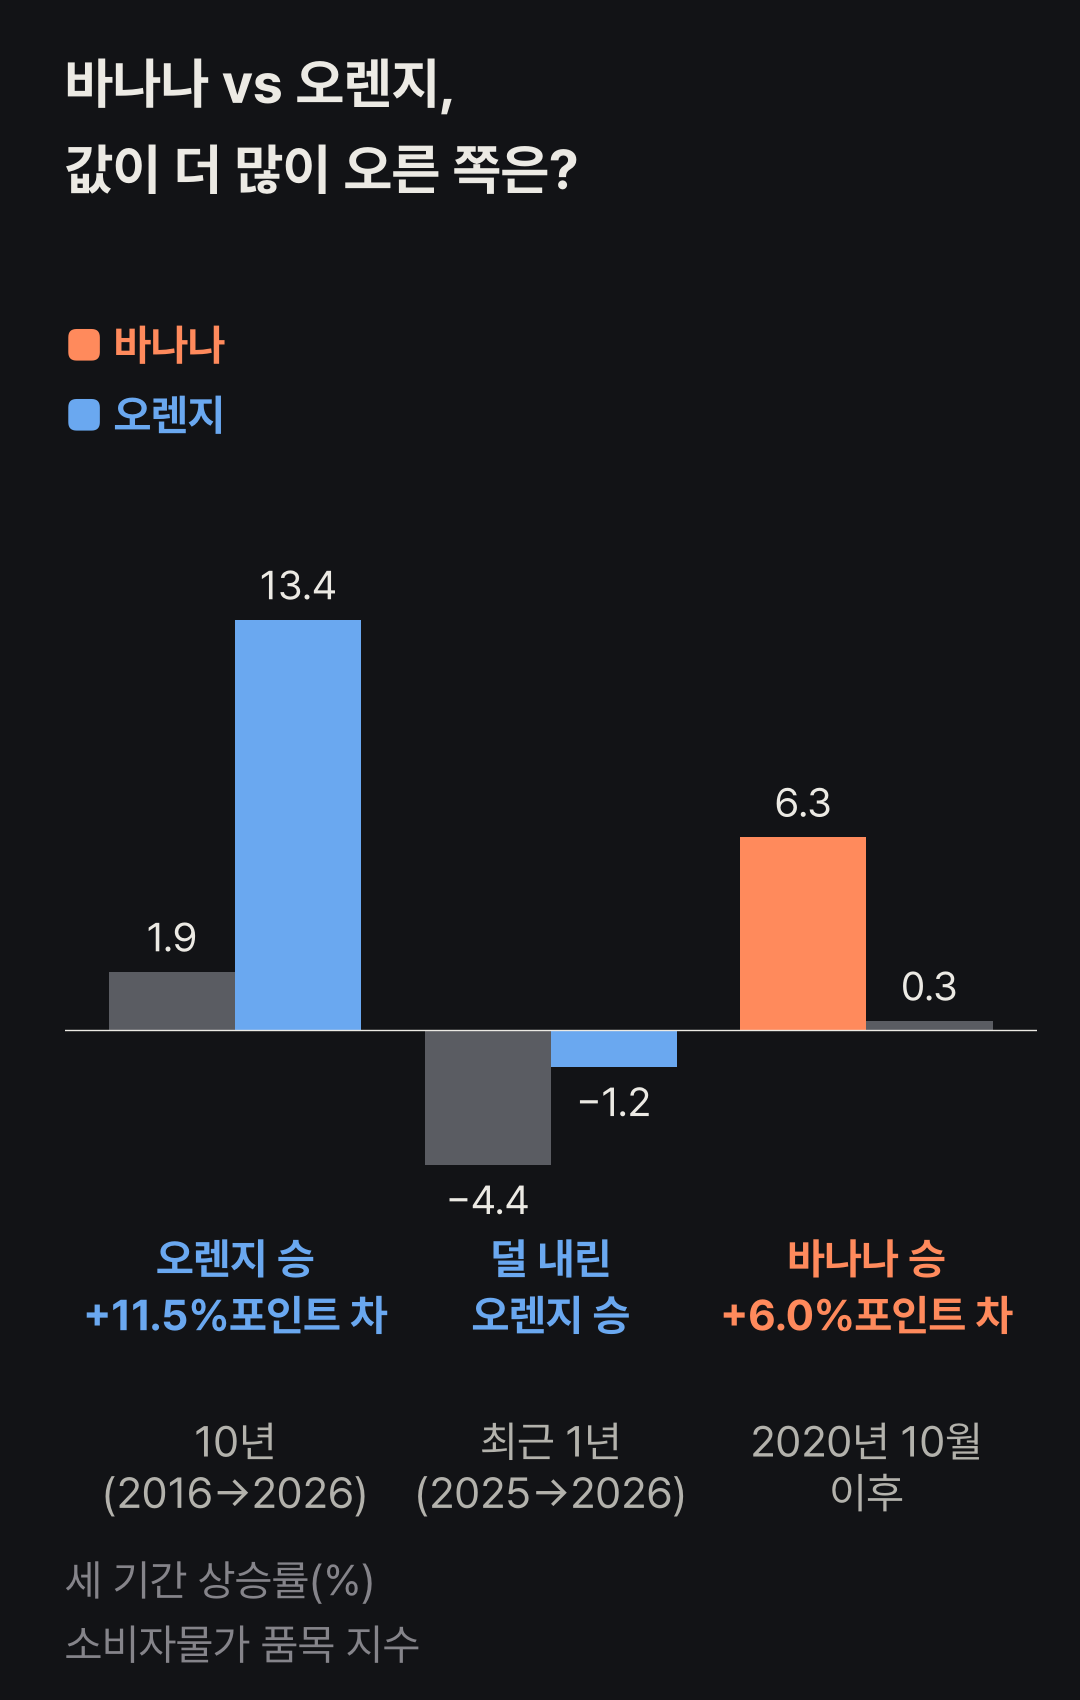 바나나 vs 오렌지,
값이 더 많이 오른 쪽은?
바나나
오렌지
13.4
6.3
1.9
0.3
−1.2
−4.4
오렌지 승
+11.5%포인트 차
덜 내린
오렌지 승
바나나 승
+6.0%포인트 차
10년
(2016→2026)
최근 1년
(2025→2026)
2020년 10월
이후
세 기간 상승률(%)
소비자물가 품목 지수